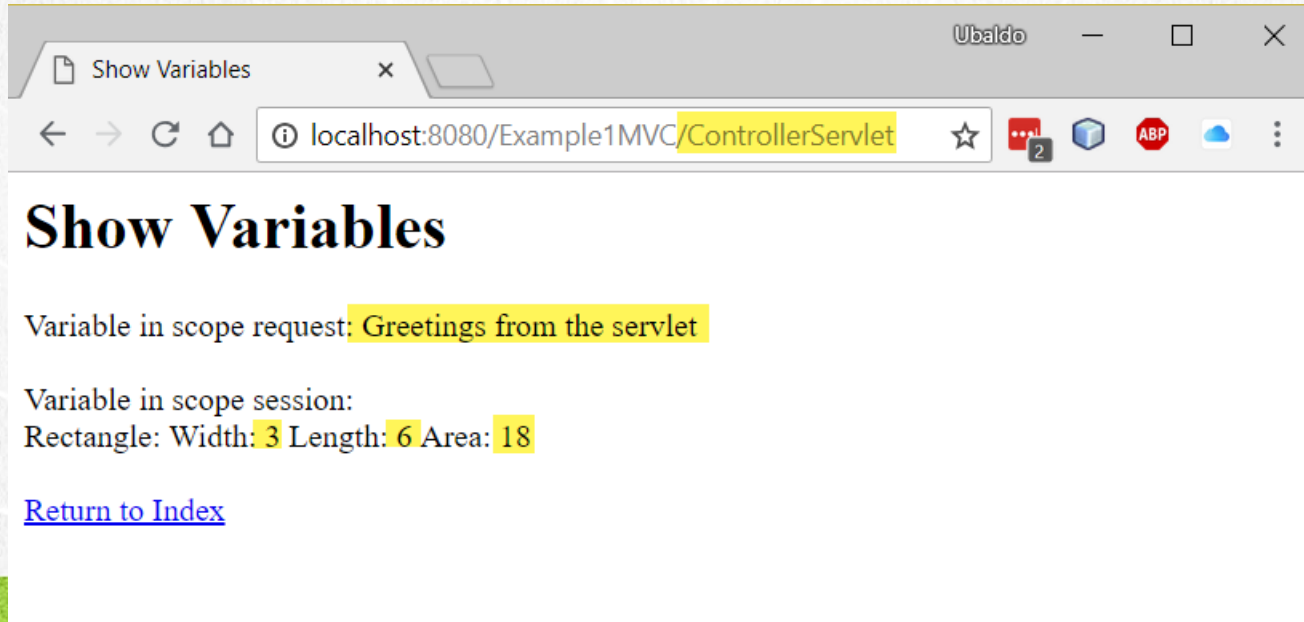 Ubaldo
Show Variables
localhost:8080/Example1MVC/ControllerServlet
2
ABP
Show Variables
Variable in scope request: Greetings from the servlet
Variable in scope session:
Rectangle: Width: 3 Length: 6 Area: 18
Return to Index